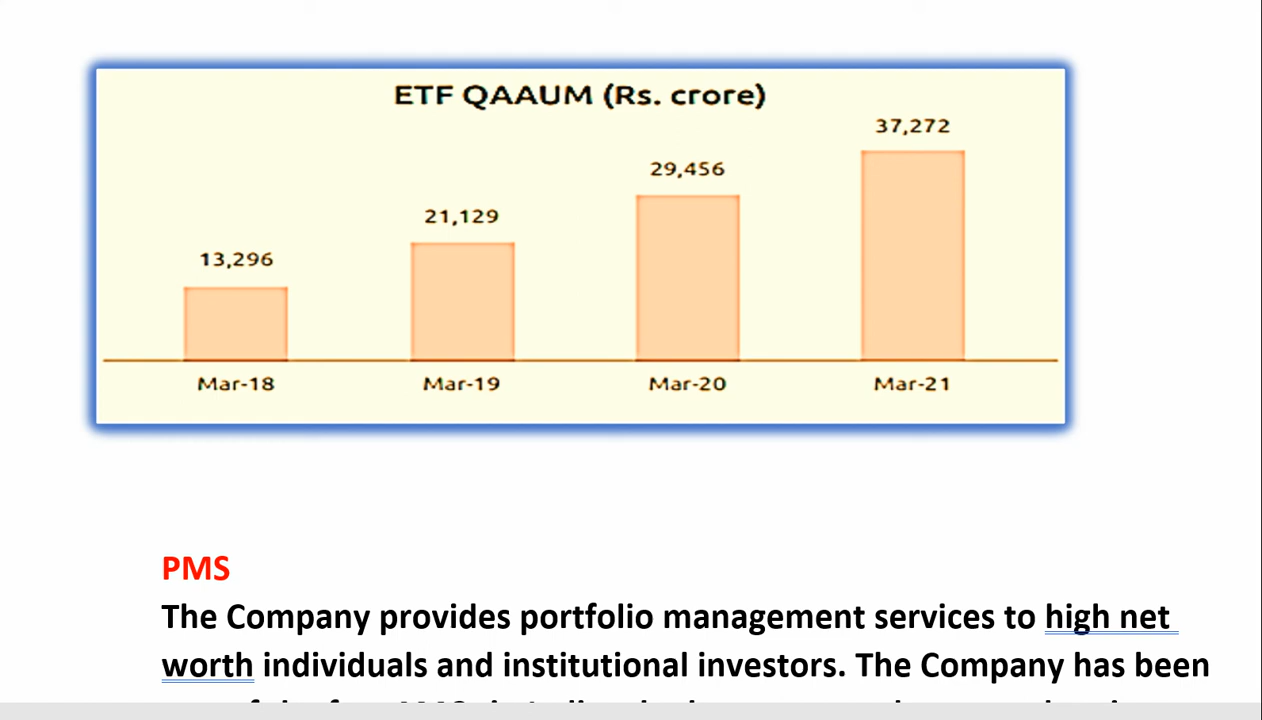 ETF QAAUM (Rs. crore)
37,272
29,456
21,129
13,296
Mar-18 Mar-19 Mar-20 Mar-21
PMS
The Company provides portfolio management services to high net
worth individuals and institutional investors. The Company has been